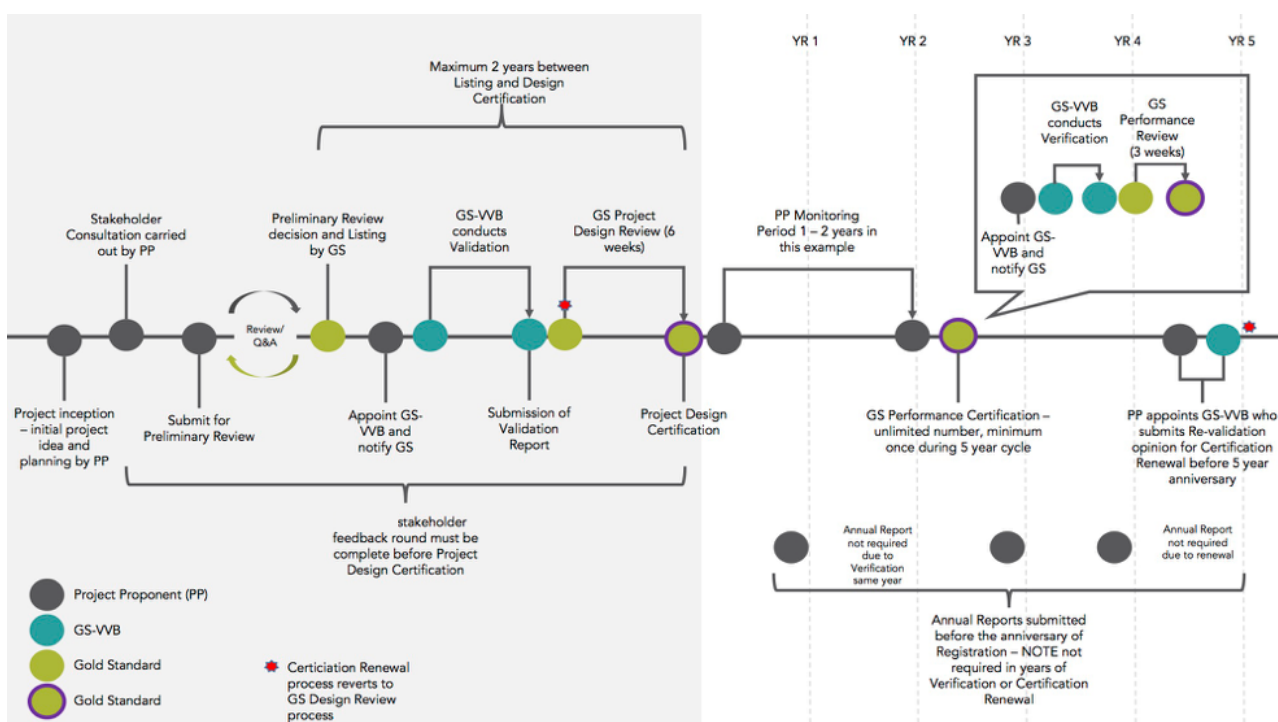 YR 1
YR 2
YR 3
YR 4
YR 5
Maximum 2 years between
Listing and Design
Certification
GS-VVB
conducts
Verification
GS
Performance
Review
(3 weeks)
Appoint GS-
VVB and
notify GS
Stakeholder
Consultation carried
out by PP
Preliminary Review
decision and Listing
by GS
GS-VVB
conducts
Validation
GS Project
Design Review (6
weeks)
PP Monitoring
Period 1 – 2 years in
this example
Review/
Q&A
Project inception
– initial project
idea and
planning by PP
Submit for
Preliminary Review
Appoint GS-
VVB and
notify GS
Submission of
Validation
Report
Project Design
Certification
GS Performance Certification –
unlimited number, minimum
once during 5 year cycle
PP appoints GS-VVB who
submits Re-validation
opinion for Certification
Renewal before 5 year
anniversary
stakeholder
feedback round must be
complete before Project
Design Certification
Annual Report
not required
due to
Verification
same year
Annual Report
not required
due to renewal
Annual Reports submitted
before the anniversary of
Registration – NOTE not
required in years of
Verification or Certification
Renewal
Project Proponent (PP)
GS-VVB
Gold Standard
Gold Standard
Certiciation Renewal
process reverts to
GS Design Review
process